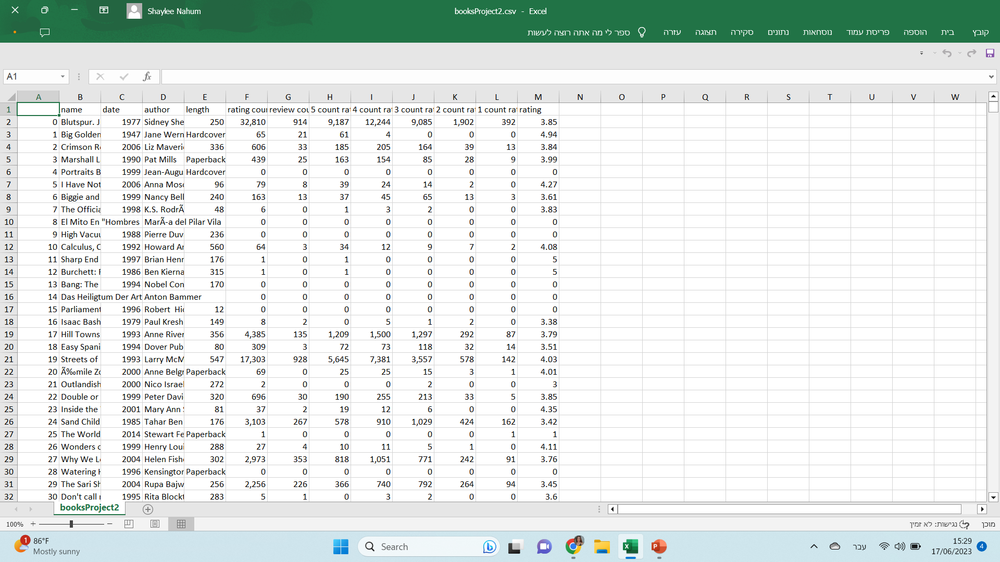 Shaylee Nahum
booksProject2.csv - Excel
קובץ בית הוספה פריסת עמוד נוסחאות נתונים סקירה תצוגה עזרה ספר לי מה אתה רוצה לעשות
A1 fx
A B C D E F G H I J K L M N O P Q R S T U V W
1 name date author length rating cour review cou 5 count rat 4 count rat 3 count rat 2 count rat 1 count rat rating
2 0 Blutspur. J 1977 Sidney She 250 32,810 914 9,187 12,244 9,085 1,902 392 3.85
3 1 Big Golden 1947 Jane Wern Hardcover 65 21 61 4 0 0 0 4.94
4 2 Crimson Ro 2006 Liz Maveri 336 606 33 185 205 164 39 13 3.84
5 3 Marshall L 1990 Pat Mills Paperback 439 25 163 154 85 28 9 3.99
6 4 Portraits B 1999 Jean-Augu Hardcover 0 0 0 0 0 0 0 0
7 5 I Have Not 2006 Anna Mosc 96 79 8 39 24 14 2 0 4.27
8 6 Biggie and 1999 Nancy Bell 240 163 13 37 45 65 13 3 3.61
9 7 The Officia 1998 K.S. RodrÃ 48 6 0 1 3 2 0 0 3.83
10 8 El Mito En "Hombres MarÃ-a del Pilar Vila 0 0 0 0 0 0 0 0
11 9 High Vacuu 1988 Pierre Duv 236 0 0 0 0 0 0 0 0
12 10 Calculus, C 1992 Howard An 560 64 3 34 12 9 7 2 4.08
13 11 Sharp End 1997 Brian Henr 176 1 0 1 0 0 0 0 5
14 12 Burchett: R 1986 Ben Kierna 315 1 0 1 0 0 0 0 5
15 13 Bang: The 1994 Nobel Con 170 0 0 0 0 0 0 0 0
16 14 Das Heiligtum Der Art Anton Bammer 0 0 0 0 0 0 0 0
17 15 Parliament 1996 Robert Hic 12 0 0 0 0 0 0 0 0
18 16 Isaac Bash 1979 Paul Kresh 149 8 2 0 5 1 2 0 3.38
19 17 Hill Towns 1993 Anne River 356 4,385 135 1,209 1,500 1,297 292 87 3.79
20 18 Easy Spani 1994 Dover Pub 80 309 3 72 73 118 32 14 3.51
21 19 Streets of 1993 Larry McM 547 17,303 928 5,645 7,381 3,557 578 142 4.03
22 20 Ã‰mile Zo 2000 Anne Belgr Paperback 69 0 25 25 15 3 1 4.01
23 21 Outlandish 2000 Nico Israel 272 2 0 0 0 2 0 0 3
24 22 Double or 1999 Peter Davi 320 696 30 190 255 213 33 5 3.85
25 23 Inside the 2001 Mary Ann 81 37 2 19 12 6 0 0 4.35
26 24 Sand Child 1985 Tahar Ben 176 3,103 267 578 910 1,029 424 162 3.42
27 25 The World 2014 Stewart Fe Paperback 1 0 0 0 0 0 1 1
28 26 Wonders o 1999 Henry Loui 288 27 4 10 11 5 1 0 4.11
29 27 Why We Lo 2004 Helen Fishe 302 2,973 353 818 1,051 771 242 91 3.76
30 28 Watering H 1996 Kensington Paperback 0 0 0 0 0 0 0 0
31 29 The Sari Sh 2004 Rupa Bajw 256 2,256 226 366 740 792 264 94 3.45
32 30 Don't call 1995 Rita Blockt 283 5 1 0 3 2 0 0 3.6
booksProject2
100% נגישות: לא זמין מוכן
1 86°F
Mostly sunny
Search
עבר
15:29
17/06/2023 4